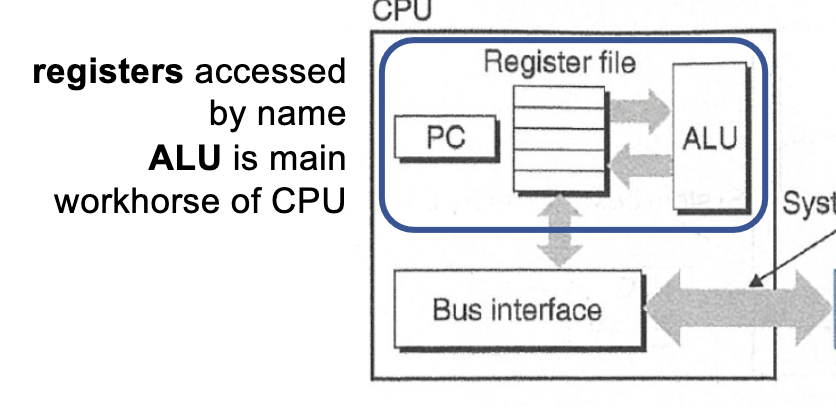 CPU
registers accessed
by name
ALU is main
workhorse of CPU
Register file
PC
ALU
Syst
Bus interface